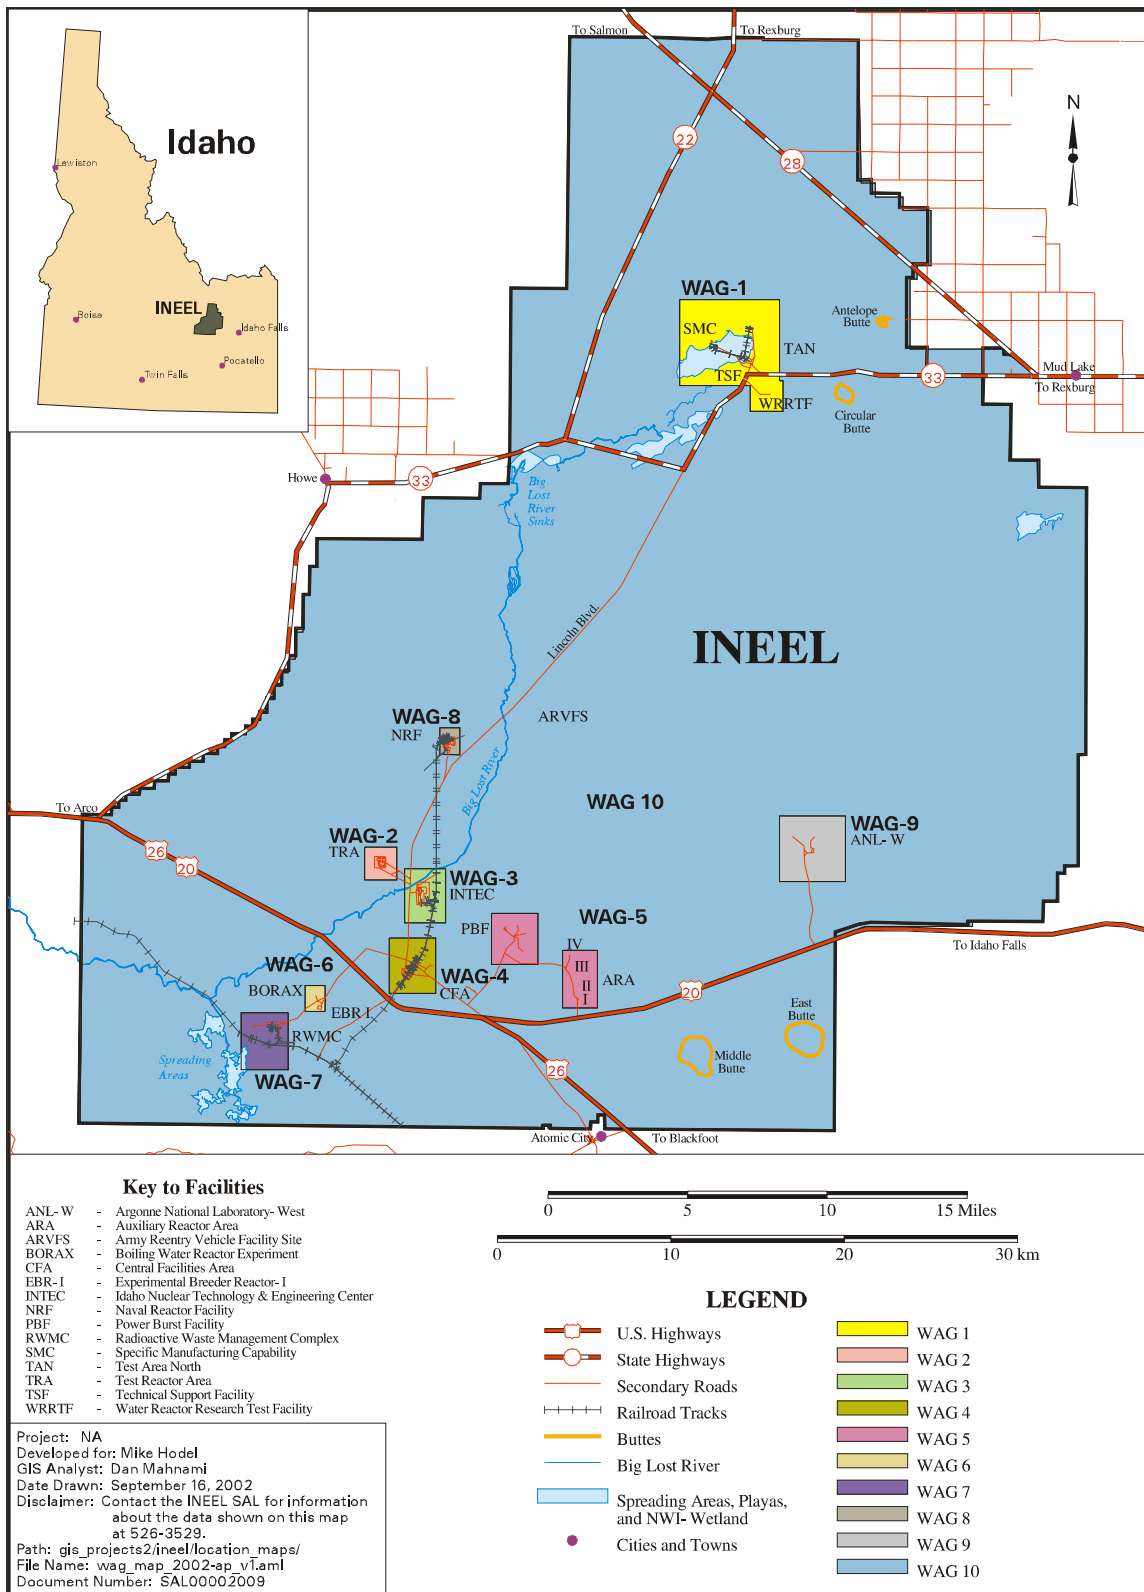 Idaho
Lewiston
INEEL
Boise
Idaho Falls
Pocatello
Twin Falls
To Salmon
To Rexburg
N
22
28
WAG-1
SMC
TAN
TSF
WRRTF
Antelope
Butte
Mud Lake
To Rexburg
33
Circular
Butte
Howe
33
Big
Lost
River
Sinks
Lincoln Blvd.
INEEL
WAG-8
NRF
ARVFS
Big Lost River
WAG 10
To Arco
26
20
WAG-2
TRA
WAG-9
ANL-W
WAG-3
INTEC
WAG-5
PBF
IV
III
II
I
ARA
To Idaho Falls
WAG-6
BORAX
EBR I
WAG-4
CFA
20
East
Butte
Middle
Butte
RWMC
WAG-7
Spreading
Areas
26
Atomic City
To Blackfoot
Key to Facilities
ANL-W - Argonne National Laboratory-West
ARA - Auxiliary Reactor Area
ARVFS - Army Reentry Vehicle Facility Site
BORAX - Boiling Water Reactor Experiment
CFA - Central Facilities Area
EBR-I - Experimental Breeder Reactor-I
INTEC - Idaho Nuclear Technology & Engineering Center
NRF - Naval Reactor Facility
PBF - Power Burst Facility
RWMC - Radioactive Waste Management Complex
SMC - Specific Manufacturing Capability
TAN - Test Area North
TRA - Test Reactor Area
TSF - Technical Support Facility
WRRTF - Water Reactor Research Test Facility
Project: NA
Developed for: Mike Hodel
GIS Analyst: Dan Mahnami
Date Drawn: September 16, 2002
Disclaimer: Contact the INEEL SAL for information
about the data shown on this map
at 526-3529.
Path: gis_projects2/ineel/location_maps/
File Name: wag_map_2002-ap_v1.aml
Document Number: SAL00002009
0 5 10 15 Miles
0 10 20 30 km
LEGEND
U.S. Highways
State Highways
Secondary Roads
Railroad Tracks
Buttes
Big Lost River
Spreading Areas, Playas,
and NWI-Wetland
Cities and Towns
WAG 1
WAG 2
WAG 3
WAG 4
WAG 5
WAG 6
WAG 7
WAG 8
WAG 9
WAG 10